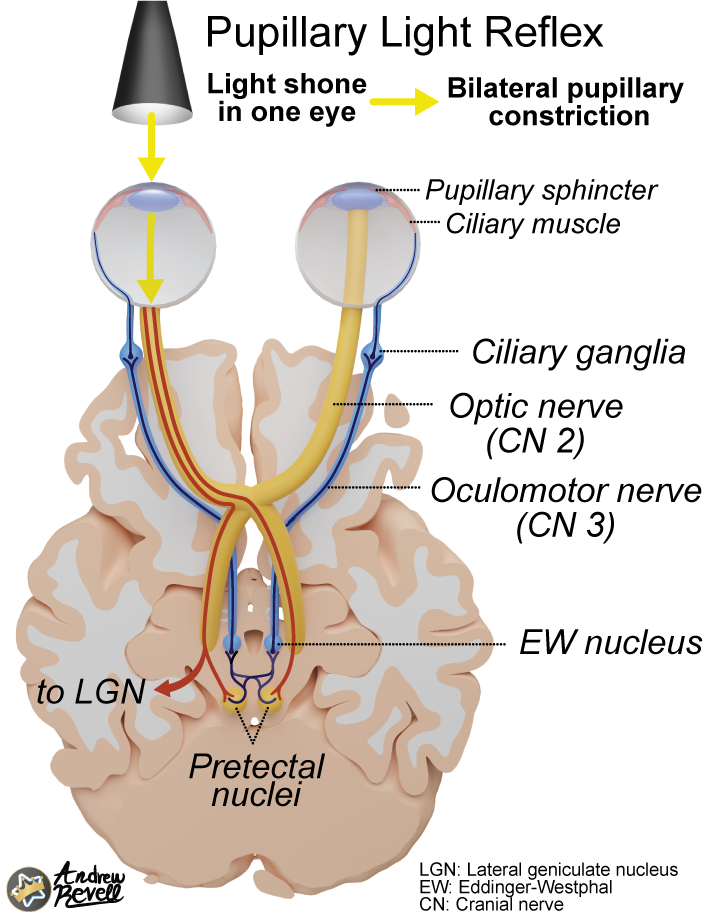 Pupillary Light Reflex
Light shone
in one eye
Bilateral pupillary
constriction
Pupillary sphincter
Ciliary muscle
Ciliary ganglia
Optic nerve
(CN 2)
Oculomotor nerve
(CN 3)
EW nucleus
to LGN
Pretectal
nuclei
Andrew
Revell
LGN: Lateral geniculate nucleus
EW: Eddinger-Westphal
CN: Cranial nerve